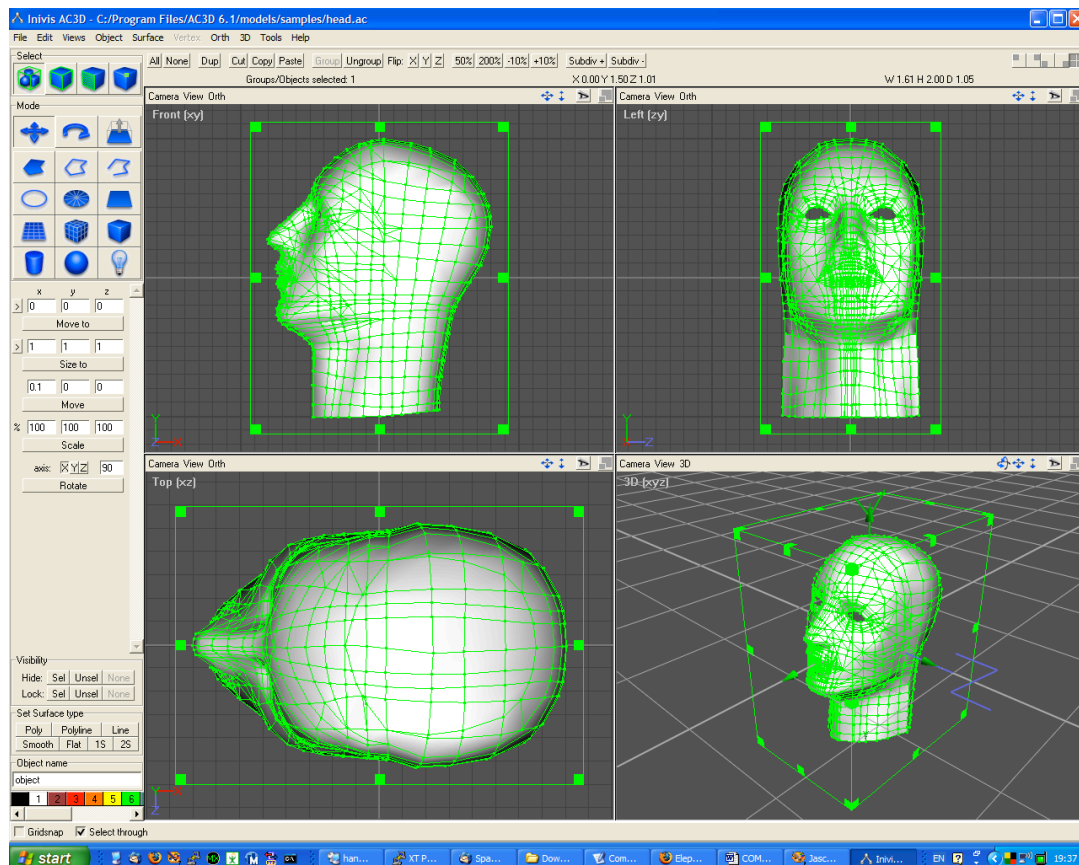 Inivis AC3D - C:/Program Files/AC3D 6.1/models/samples/head.ac
File Edit Views Object Surface Vertex Orth 3D Tools Help
Select
All None Dup Cut Copy Paste Group Ungroup Flip: X Y Z 50% 200% -10% +10% Subdiv + Subdiv -
Groups/Objects selected: 1 X 0.00 Y 1.50 Z 1.01 W 1.61 H 2.00 D 1.05
Mode
Camera View Orth
Front (xy)
Y
Z X
Camera View Orth
Left (zy)
Y
Z
x y z
> 0 0 0
Move to
> 1 1 1
Size to
0.1 0 0
Move
% 100 100 100
Scale
axis: X Y Z 90
Rotate
Camera View Orth
Top (xz)
Y X
Z
Camera View 3D
3D (xyz)
Visibility
Hide: Sel Unsel None
Lock: Sel Unsel None
Set Surface type
Poly Polyline Line
Smooth Flat 1S 2S
Object name
object
1 2 3 4 5 6
Gridsnap Select through
start han... XT P... Spa... Dow... Com... Elep... COM... Jasc... Inivi... EN 19:37